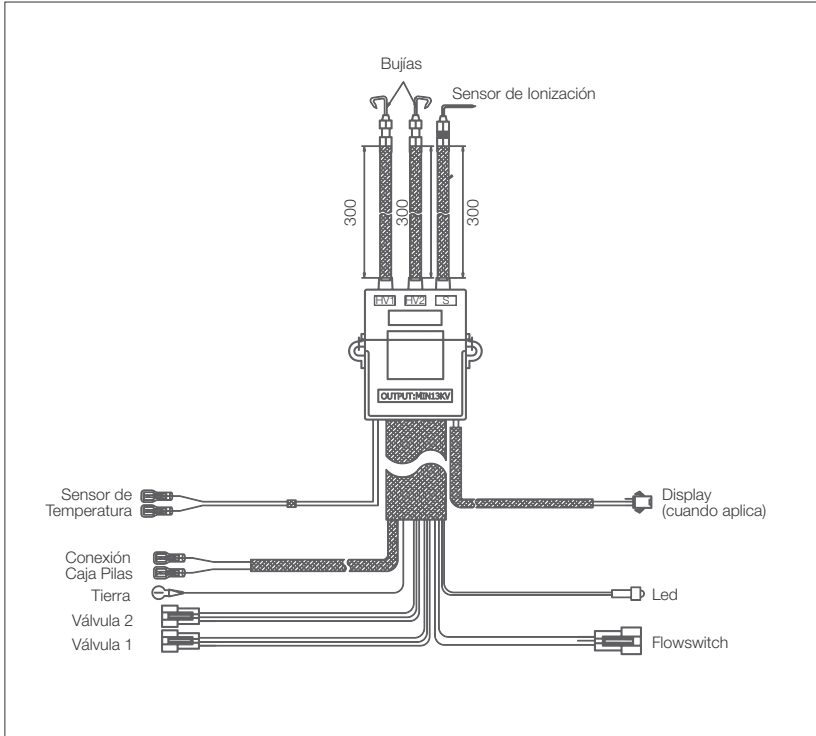 Bujías
Sensor de Ionización
300
300
300
HV1
HV2
S
OUTPUT:MIN13KV
Sensor de
Temperatura
Display
(cuando aplica)
Conexión
Caja Pilas
Tierra
Led
Válvula 2
Válvula 1
Flowswitch